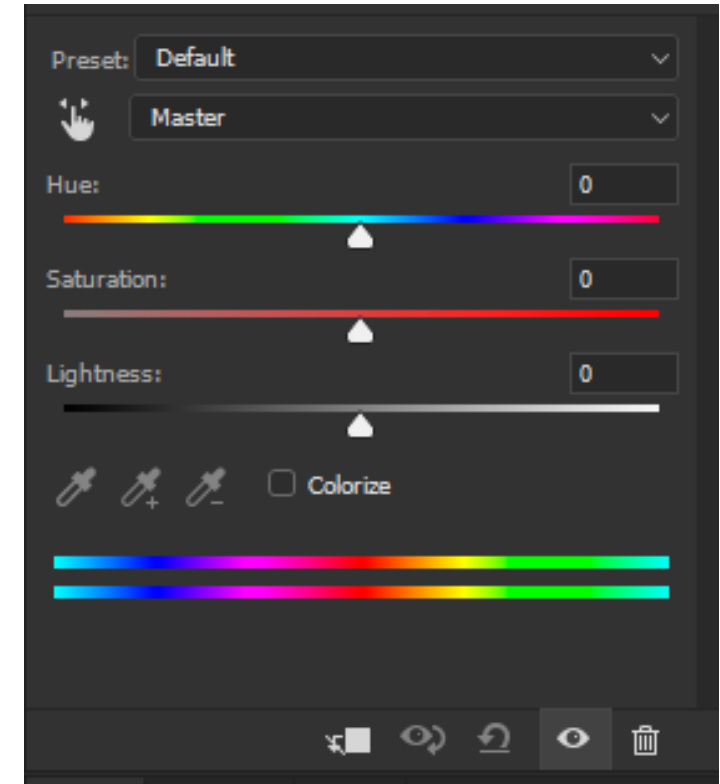 Preset: Default
Master
Hue: 0
Saturation: 0
Lightness: 0
Colorize